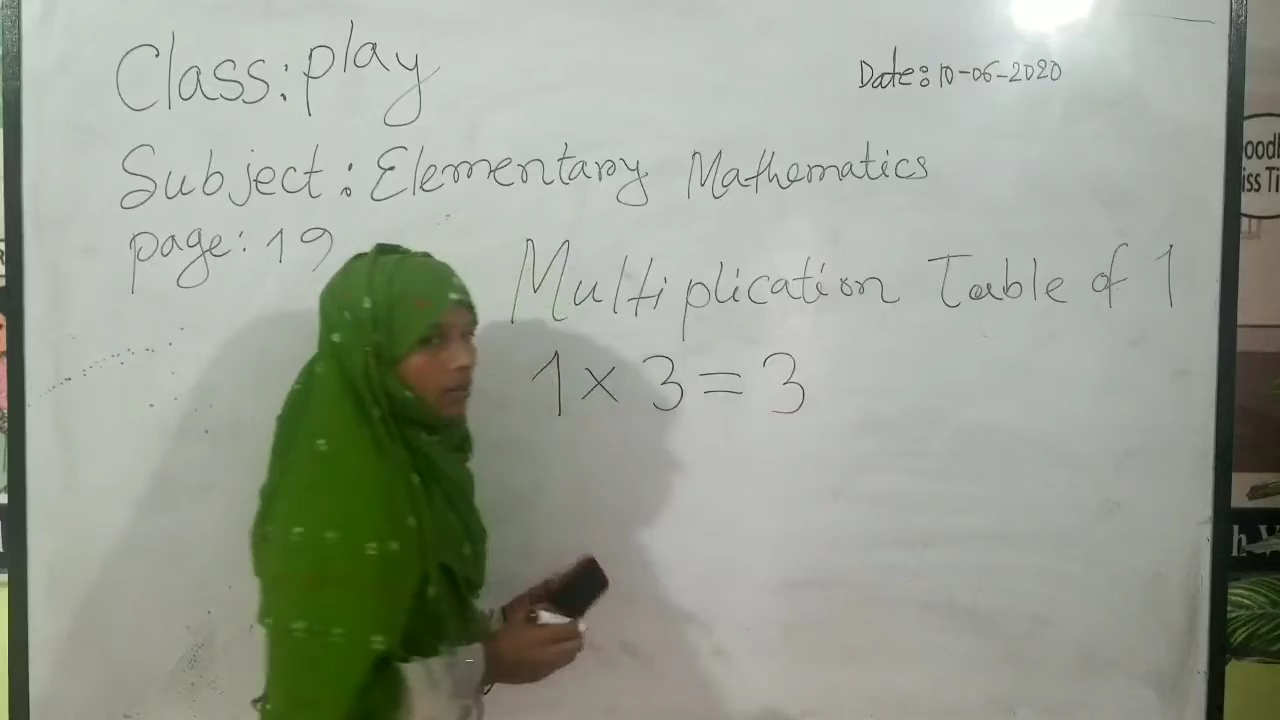 Class: play
Date: 10-06-2020
Subject: Elementary Mathematics
page: 19
Multiplication Table of 1
1 × 3 = 3